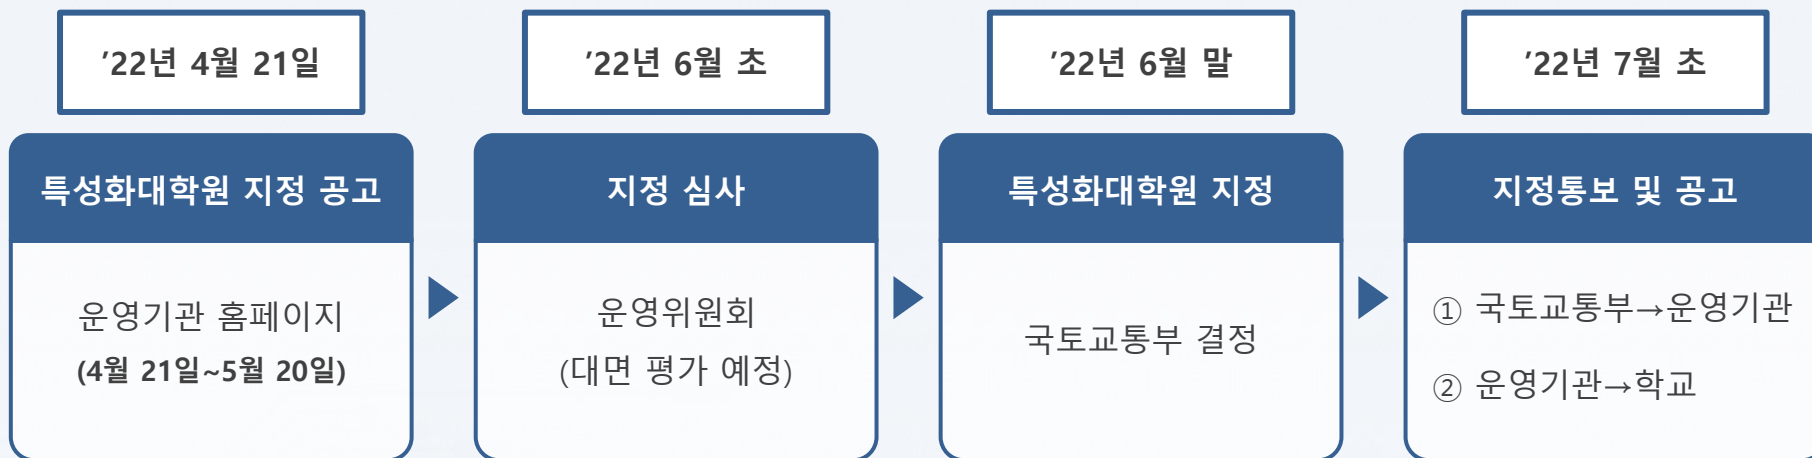 ’22년 4월 21일
특성화대학원 지정 공고
운영기관 홈페이지
(4월 21일~5월 20일)
’22년 6월 초
지정 심사
운영위원회
(대면 평가 예정)
’22년 6월 말
특성화대학원 지정
국토교통부 결정
’22년 7월 초
지정통보 및 공고
① 국토교통부→운영기관
② 운영기관→학교